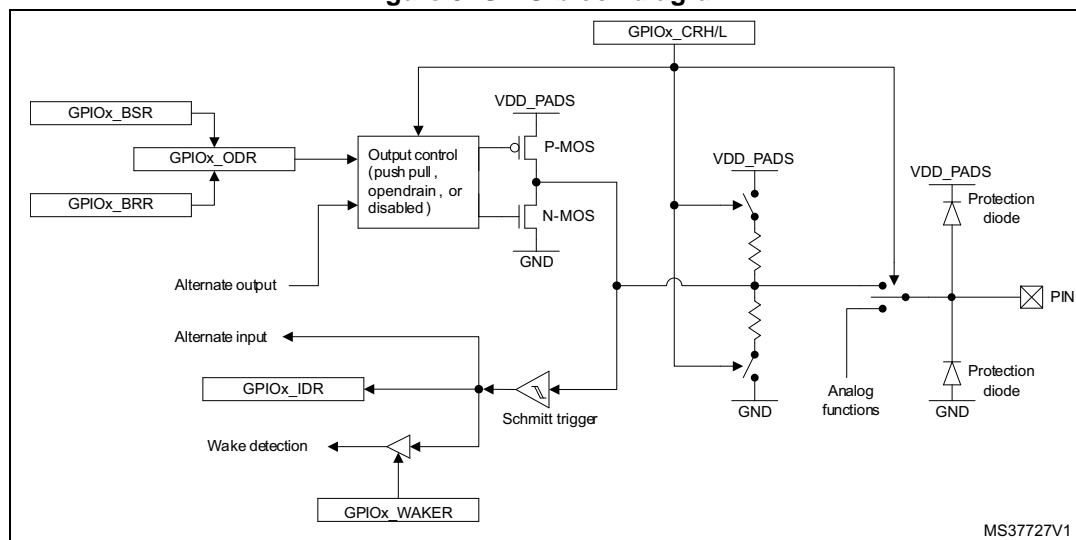 GPIOx_CRH/L
GPIOx_BSR
GPIOx_ODR
GPIOx_BRR
Output control
(push pull,
opendrain, or
disabled)
VDD_PADS
P-MOS
N-MOS
GND
Alternate output
Alternate input
GPIOx_IDR
Schmitt trigger
Wake detection
GPIOx_WAKER
VDD_PADS
GND
VDD_PADS
Protection
diode
PIN
Analog
functions
Protection
diode
GND
MS37727V1